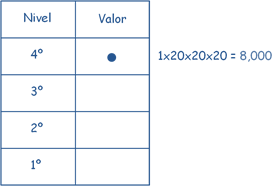 Nivel Valor
4º 1x20x20x20 = 8,000
3º
2º
1º